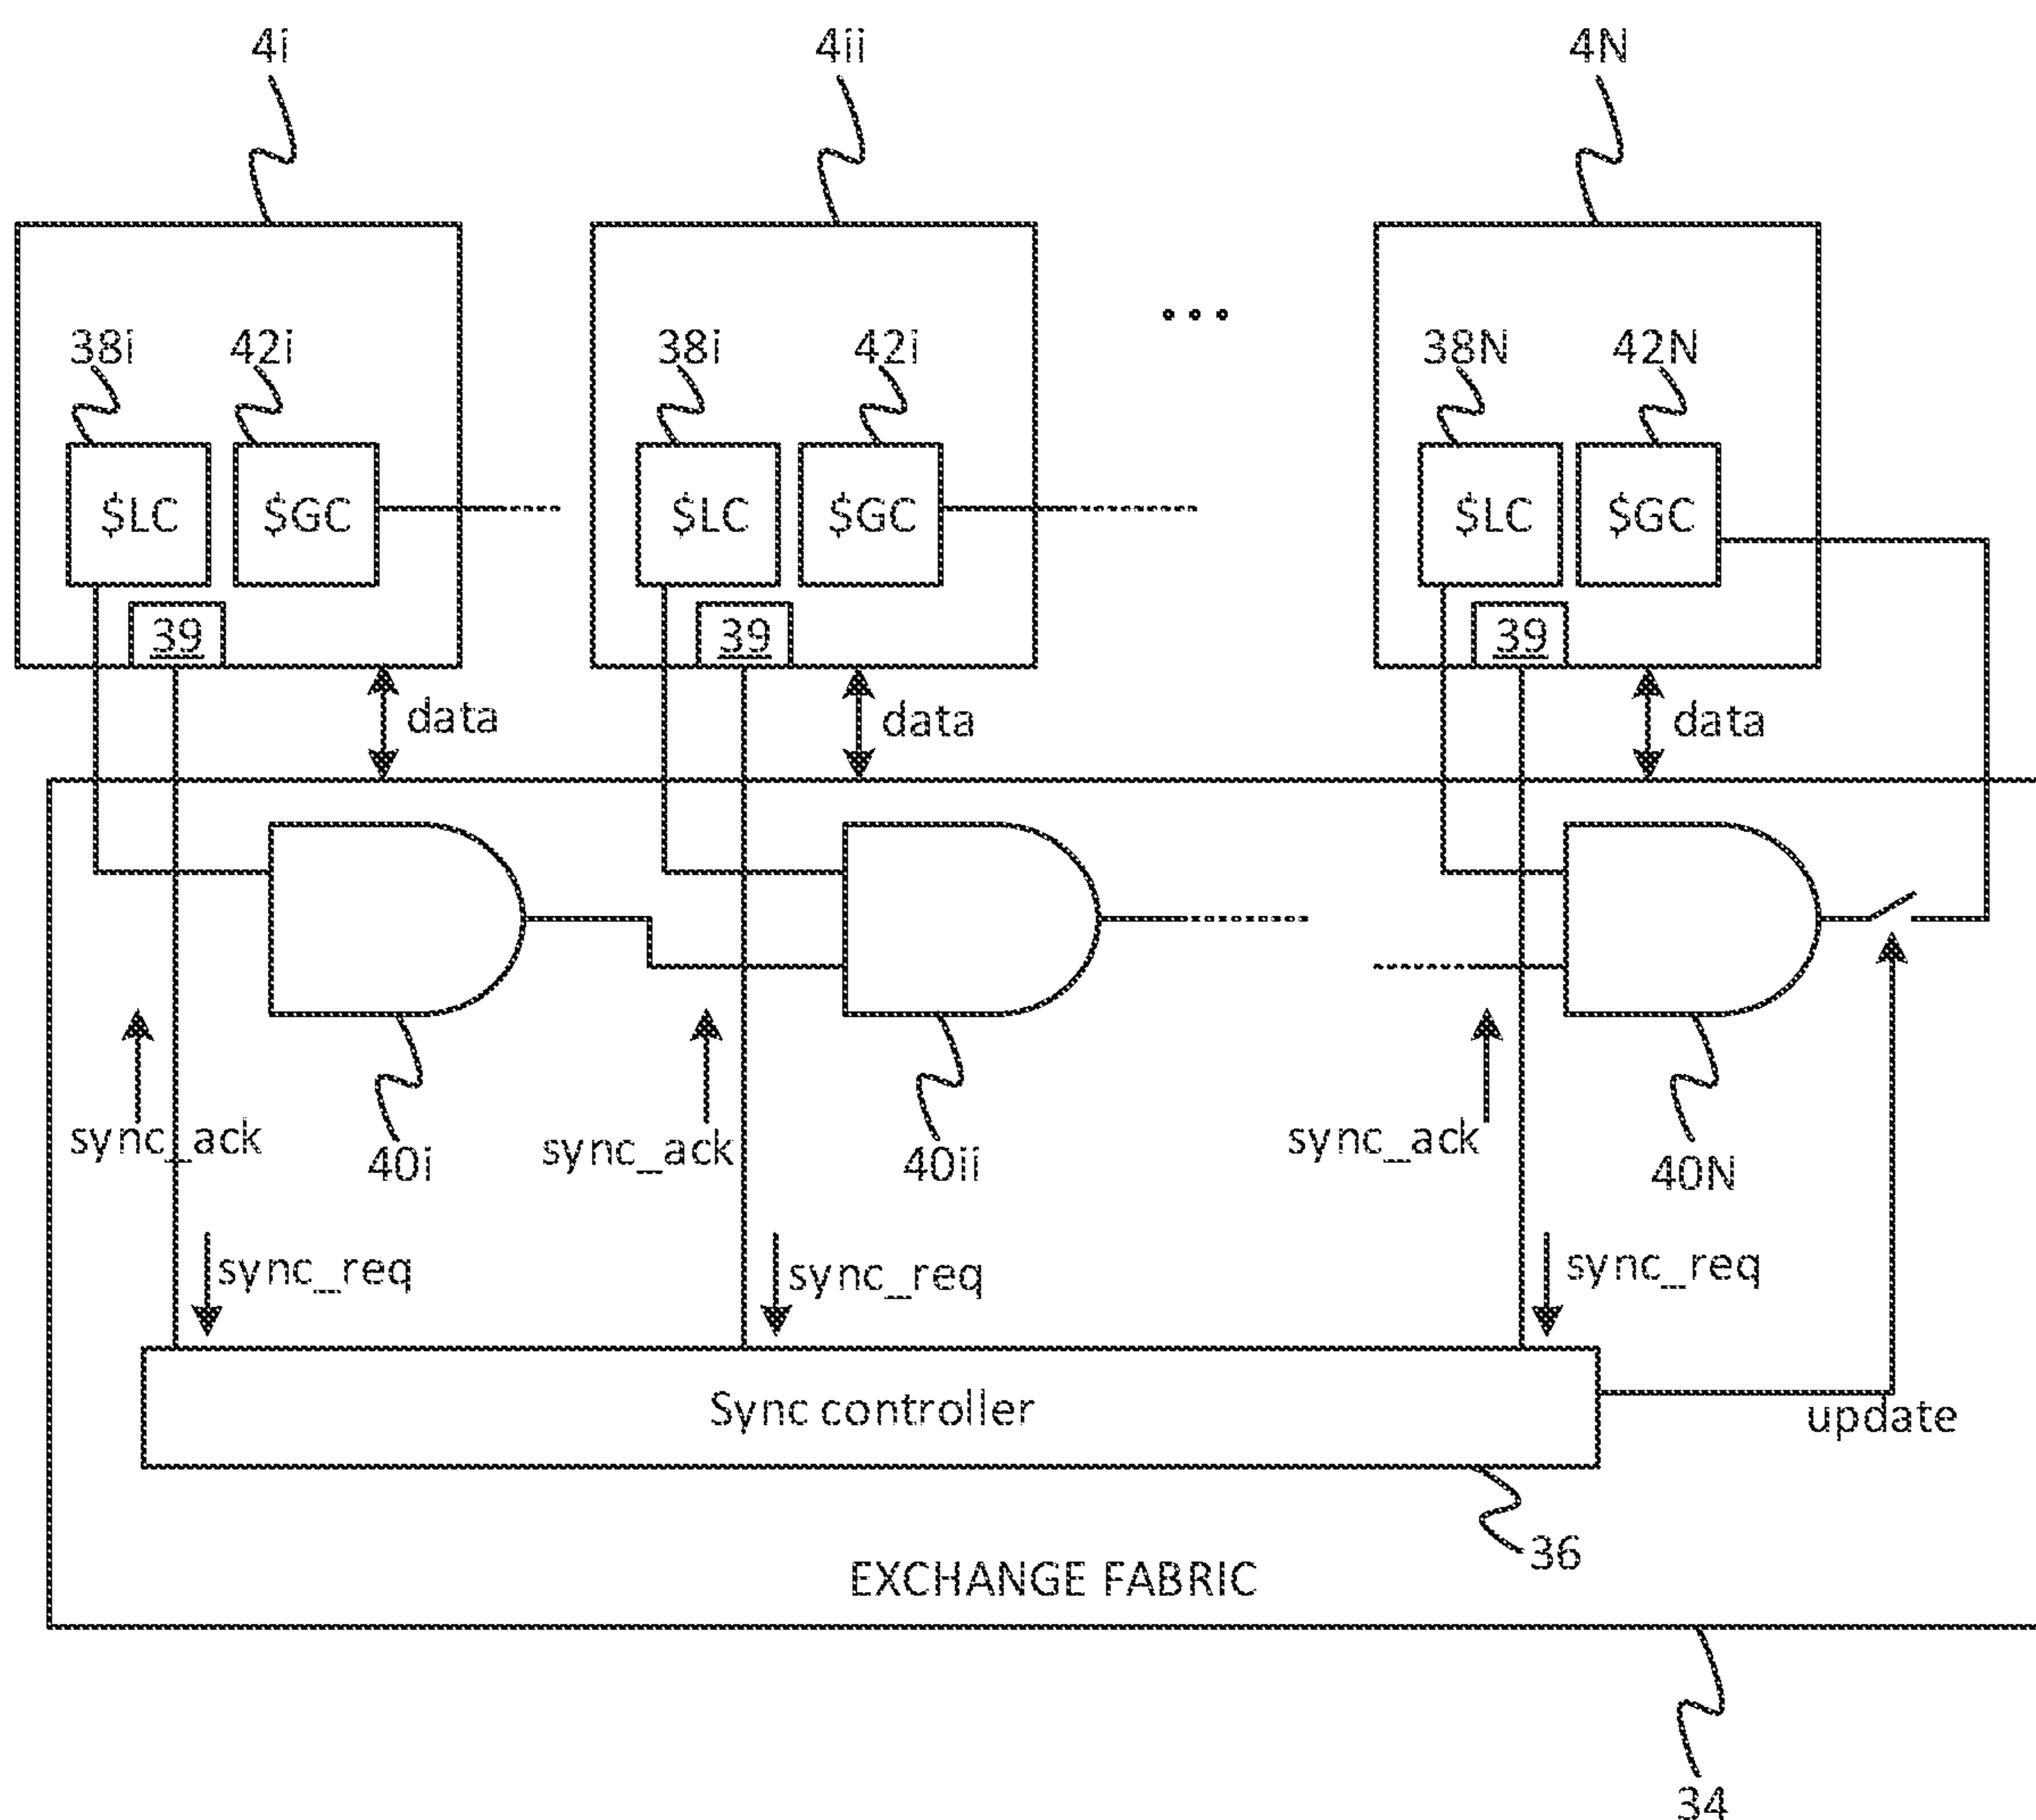 4i 4ii 4N
38i 42i 38i 42i 38N 42N
$LC $GC $LC $GC $LC $GC
39 39 39
data data data
sync_ack 40i sync_ack 40ii sync_ack 40N
sync_req sync_req sync_req
Sync controller update
36
EXCHANGE FABRIC
34